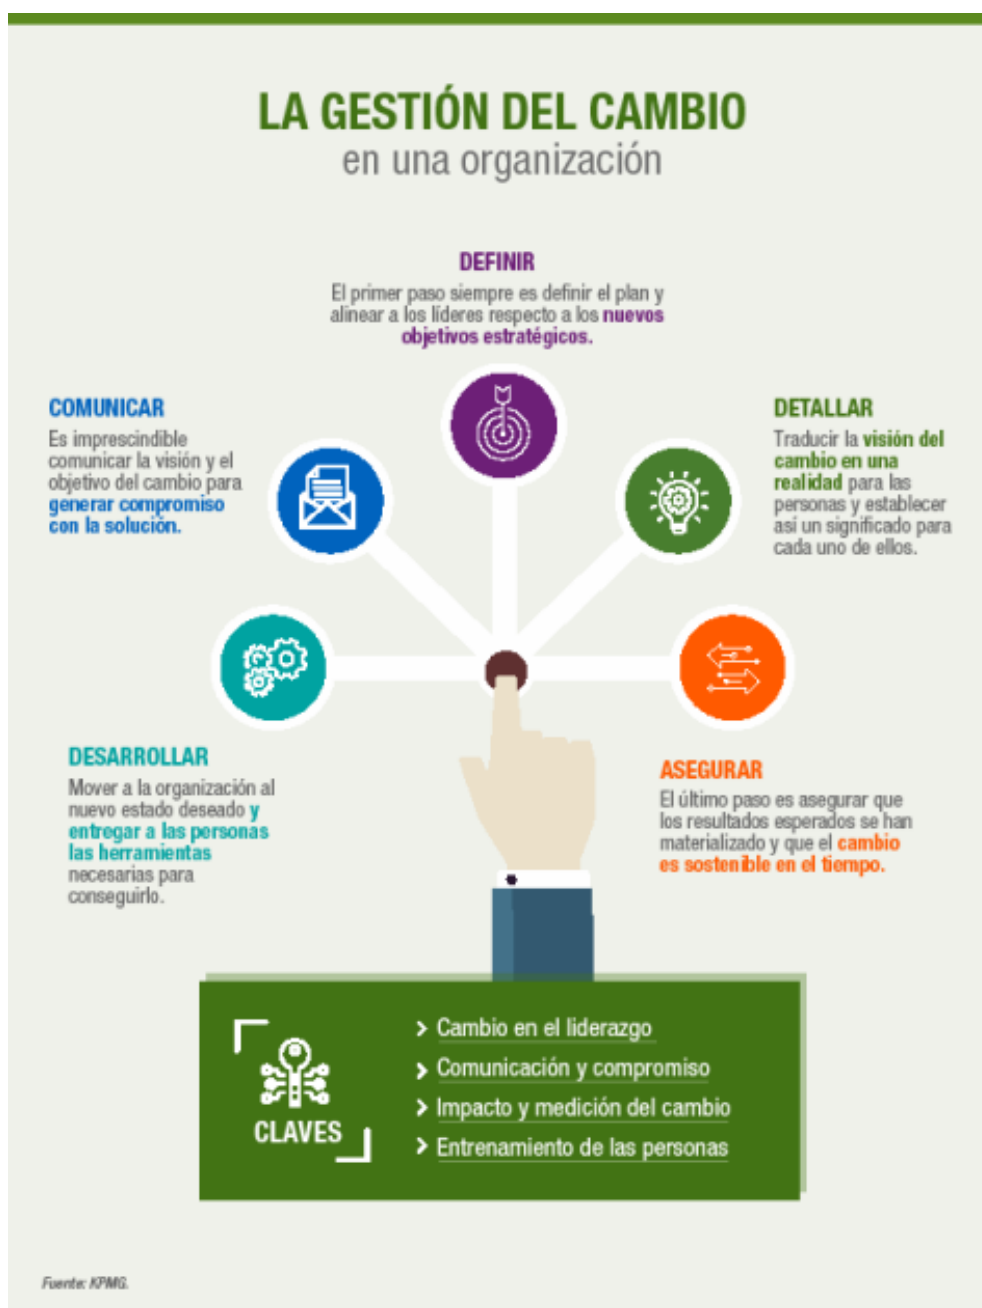 LA GESTIÓN DEL CAMBIO
en una organización
DEFINIR
El primer paso siempre es definir el plan y
alinear a los líderes respecto a los nuevos
objetivos estratégicos.
COMUNICAR
Es imprescindible
comunicar la visión y el
objetivo del cambio para
generar compromiso
con la solución.
DETALLAR
Traducir la visión del
cambio en una
realidad para las
personas y establecer
así un significado para
cada uno de ellos.
DESARROLLAR
Mover a la organización al
nuevo estado deseado y
entregar a las personas
las herramientas
necesarias para
conseguirlo.
ASEGURAR
El último paso es asegurar que
los resultados esperados se han
materializado y que el cambio
es sostenible en el tiempo.
CLAVES
> Cambio en el liderazgo
> Comunicación y compromiso
> Impacto y medición del cambio
> Entrenamiento de las personas
Fuente: KPMG.